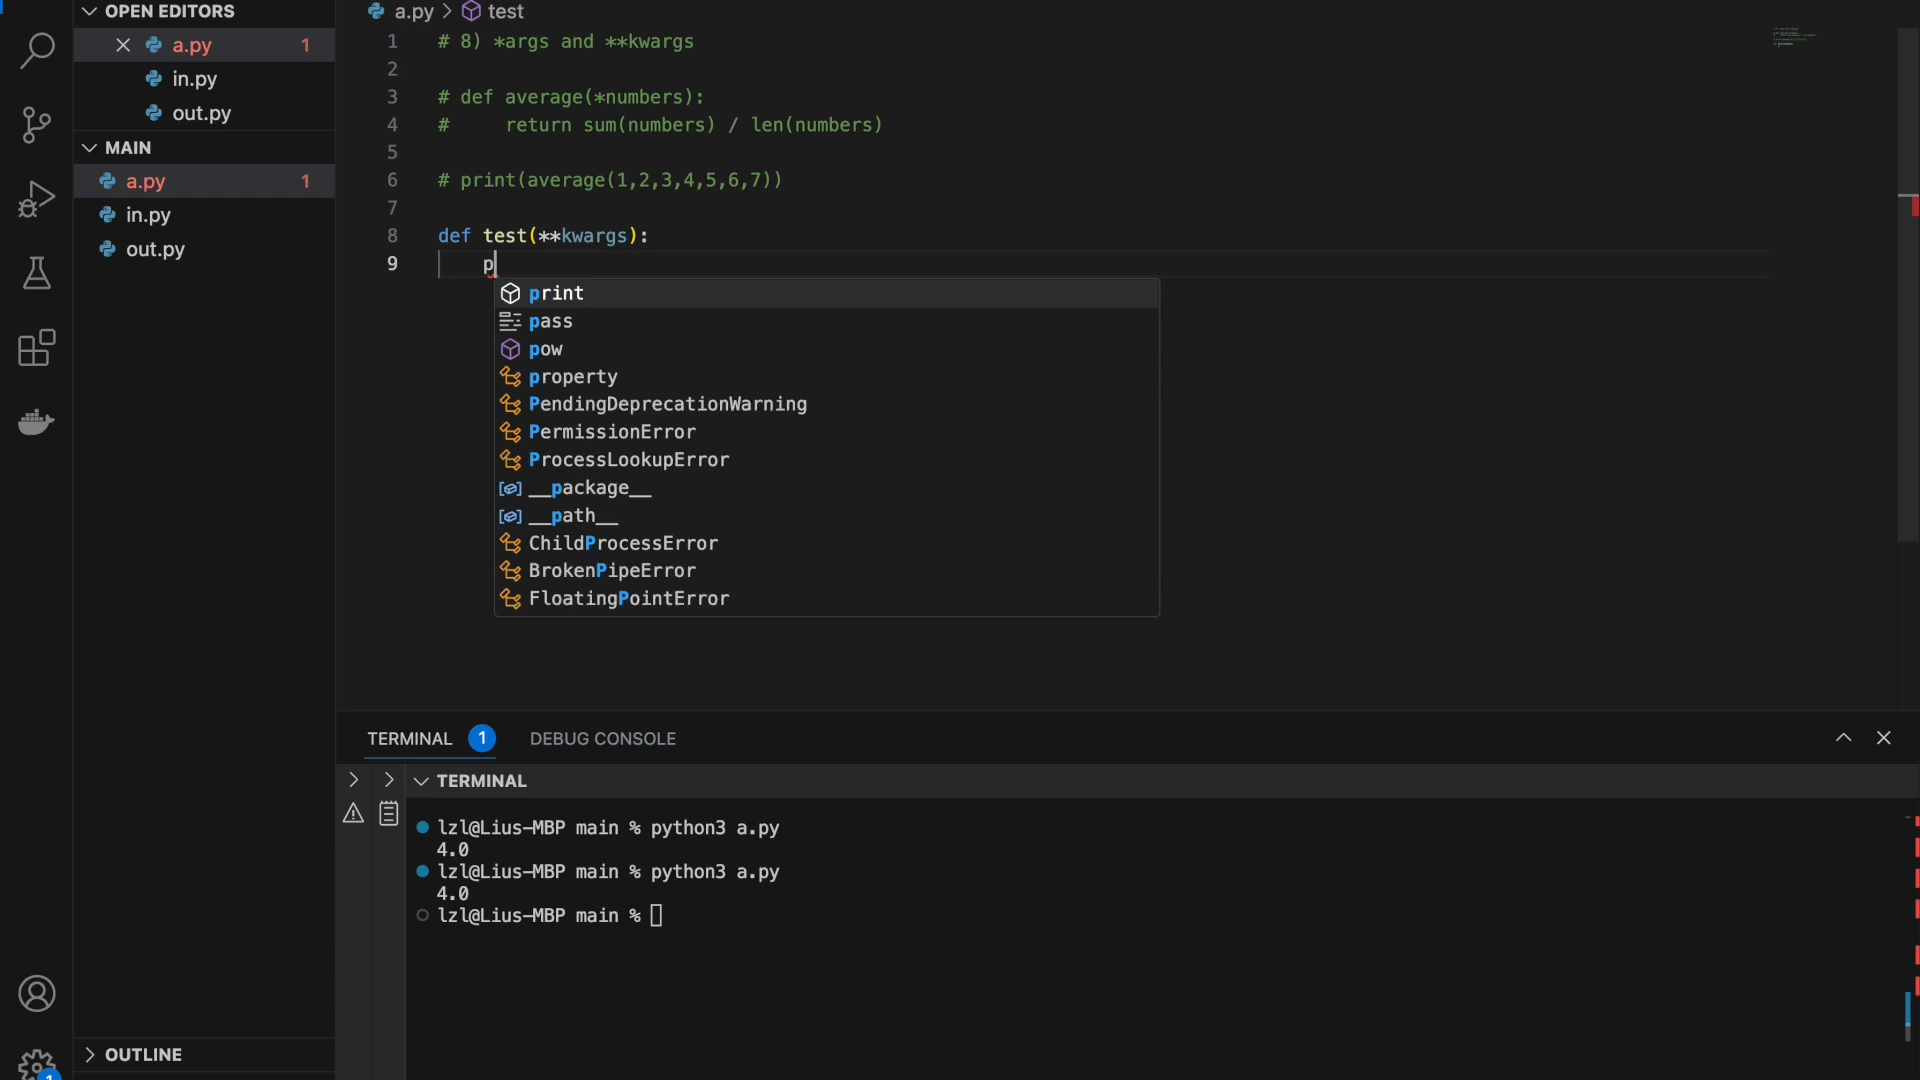 OPEN EDITORS
a.py 1
in.py
out.py
MAIN
a.py 1
in.py
out.py
OUTLINE
1
a.py > test
1 # 8) *args and **kwargs
2
3 # def average(*numbers):
4 #     return sum(numbers) / len(numbers)
5
6 # print(average(1,2,3,4,5,6,7))
7
8 def test(**kwargs):
9     p
print
pass
pow
property
PendingDeprecationWarning
PermissionError
ProcessLookupError
__package__
__path__
ChildProcessError
BrokenPipeError
FloatingPointError
TERMINAL 1 DEBUG CONSOLE
TERMINAL
lzl@Lius-MBP main % python3 a.py
4.0
lzl@Lius-MBP main % python3 a.py
4.0
lzl@Lius-MBP main %